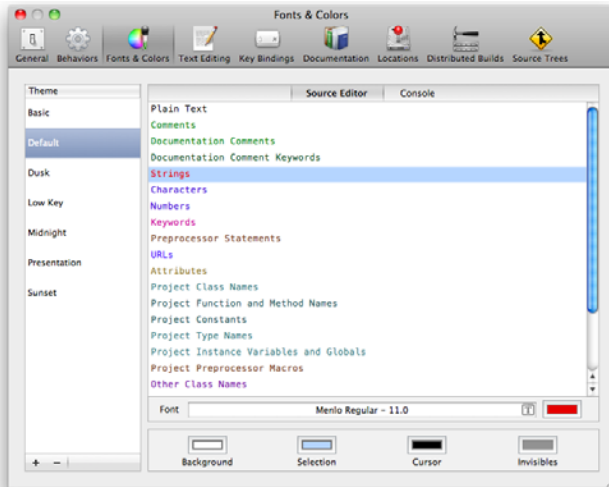 Fonts & Colors
General Behaviors Fonts & Colors Text Editing Key Bindings Documentation Locations Distributed Builds Source Trees
Theme
Basic
Default
Dusk
Low Key
Midnight
Presentation
Sunset
Source Editor Console
Plain Text
Comments
Documentation Comments
Documentation Comment Keywords
Strings
Characters
Numbers
Keywords
Preprocessor Statements
URLs
Attributes
Project Class Names
Project Function and Method Names
Project Constants
Project Type Names
Project Instance Variables and Globals
Project Preprocessor Macros
Other Class Names
Font Menlo Regular - 11.0
Background Selection Cursor Invisibles